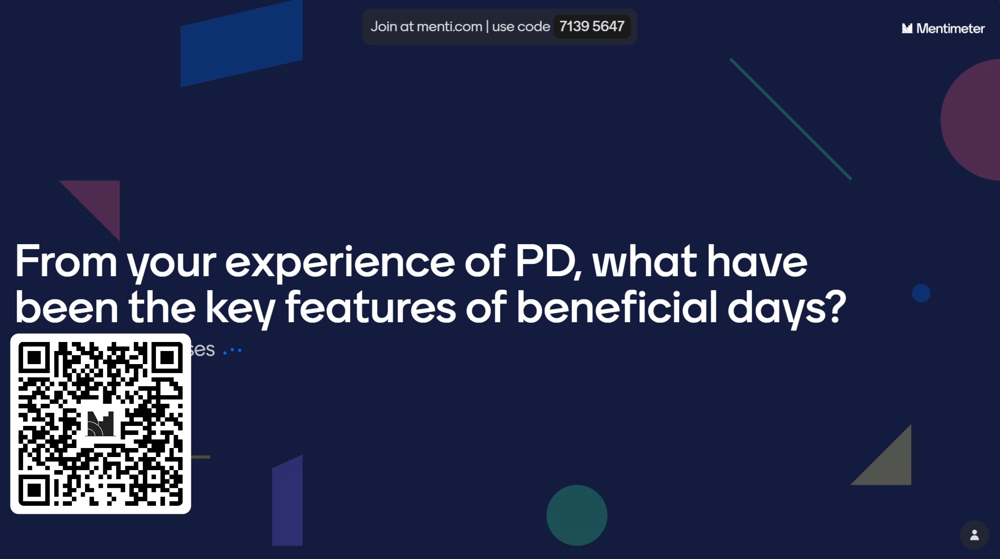 Join at menti.com | use code 7139 5647
Mentimeter
From your experience of PD, what have
been the key features of beneficial days?